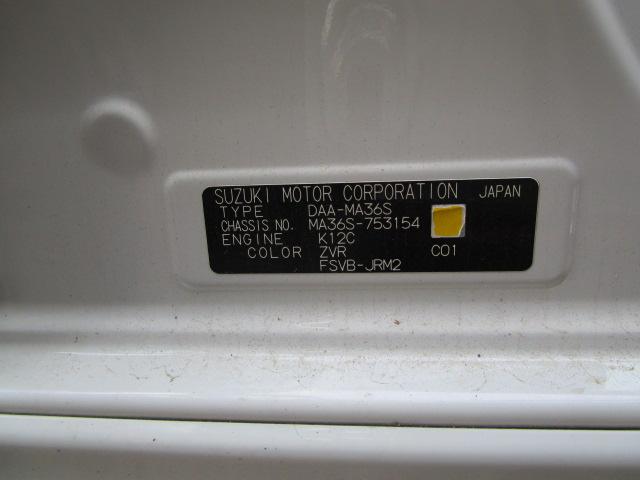 SUZUKI MOTOR CORPORATION JAPAN
TYPE DAA-MA36S
CHASSIS NO. MA36S-753154
ENGINE K12C
COLOR ZVR C01
FSVB-JRM2